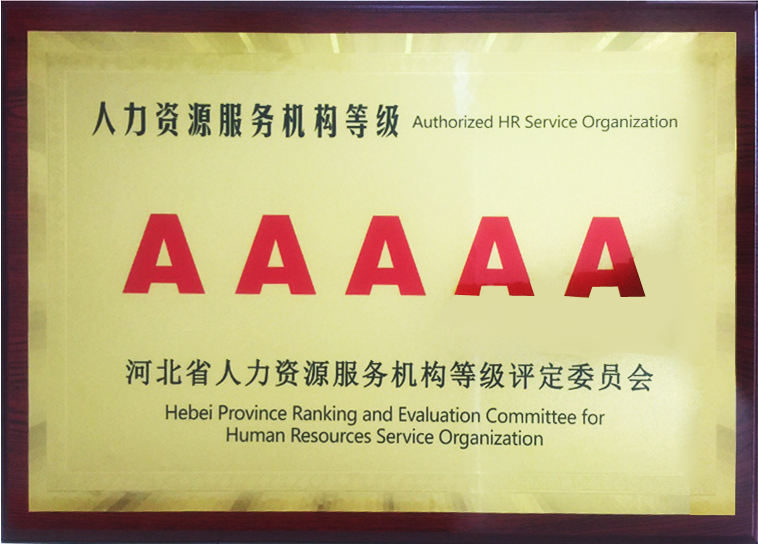 人力资源服务机构等级 Authorized HR Service Organization
AAAAA
河北省人力资源服务机构等级评定委员会
Hebei Province Ranking and Evaluation Committee for
Human Resources Service Organization